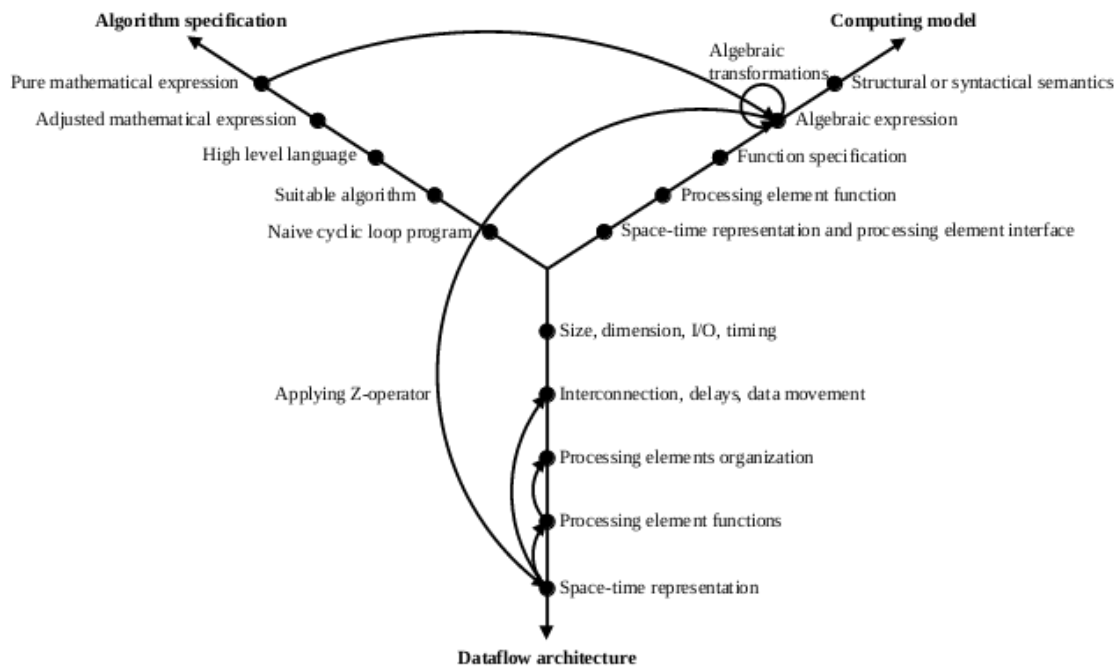 Algorithm specification
Computing model
Algebraic
transformations
Pure mathematical expression
Structural or syntactical semantics
Adjusted mathematical expression
Algebraic expression
High level language
Function specification
Suitable algorithm
Processing element function
Naive cyclic loop program
Space-time representation and processing element interface
Size, dimension, I/O, timing
Applying Z-operator
Interconnection, delays, data movement
Processing elements organization
Processing element functions
Space-time representation
Dataflow architecture